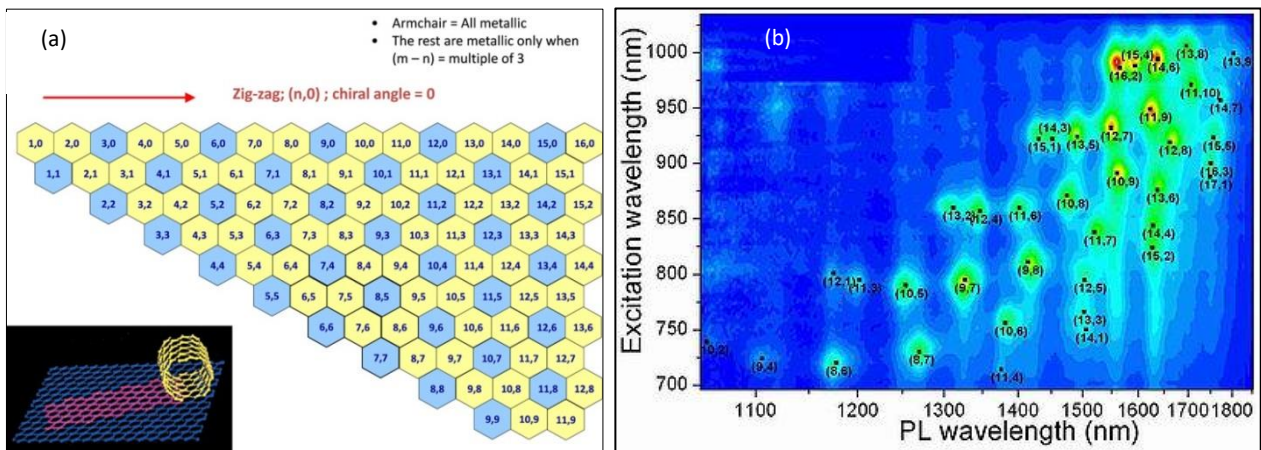 (a)
• Armchair = All metallic
• The rest are metallic only when
(m – n) = multiple of 3
Zig-zag; (n,0) ; chiral angle = 0
1,0 2,0 3,0 4,0 5,0 6,0 7,0 8,0 9,0 10,0 11,0 12,0 13,0 14,0 15,0 16,0
1,1 2,1 3,1 4,1 5,1 6,1 7,1 8,1 9,1 10,1 11,1 12,1 13,1 14,1 15,1
2,2 3,2 4,2 5,2 6,2 7,2 8,2 9,2 10,2 11,2 12,2 13,2 14,2 15,2
3,3 4,3 5,3 6,3 7,3 8,3 9,3 10,3 11,3 12,3 13,3 14,3
4,4 5,4 6,4 7,4 8,4 9,4 10,4 11,4 12,4 13,4 14,4
5,5 6,5 7,5 8,5 9,5 10,5 11,5 12,5 13,5
6,6 7,6 8,6 9,6 10,6 11,6 12,6 13,6
7,7 8,7 9,7 10,7 11,7 12,7
8,8 9,8 10,8 11,8 12,8
9,9 10,9 11,9
(b)
Excitation wavelength (nm)
1000
950
900
850
800
750
700
(15,4) (13,8)
(16,2) (14,6) (13,9)
(11,10)
(14,7)
(11,9)
(14,3)
(15,1) (13,5) (12,7) (12,8) (15,5)
(16,3)
(10,9) (17,1)
(13,6)
(10,8)
(13,2) (12,4) (11,6)
(11,7) (14,4)
(15,2)
(9,8)
(12,1) (11,3) (10,5) (9,7) (12,5)
(10,6) (13,3)
(14,1)
(10,2) (9,4) (8,6) (8,7) (11,4)
1100 1200 1300 1400 1500 1600 1700 1800
PL wavelength (nm)